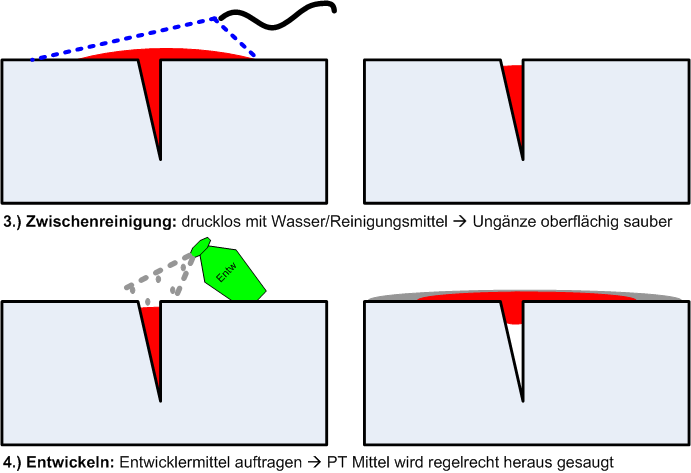 3.) Zwischenreinigung: drucklos mit Wasser/Reinigungsmittel → Ungänze oberflächig sauber
Entw
4.) Entwickeln: Entwicklermittel auftragen → PT Mittel wird regelrecht heraus gesaugt